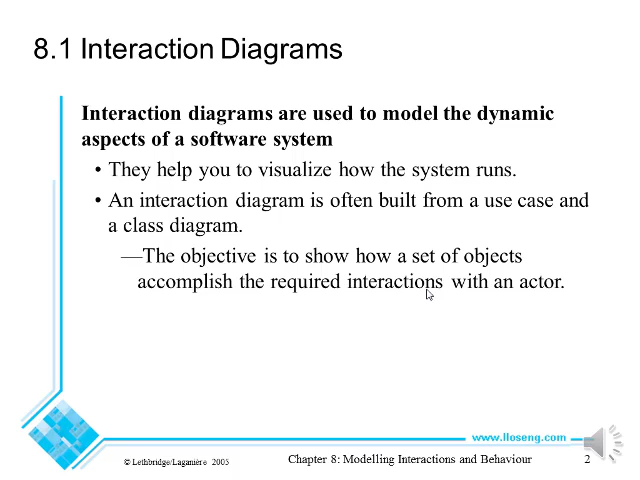 8.1 Interaction Diagrams
Interaction diagrams are used to model the dynamic
aspects of a software system
• They help you to visualize how the system runs.
• An interaction diagram is often built from a use case and
a class diagram.
—The objective is to show how a set of objects
accomplish the required interactions with an actor.
www.lloseng.com
© Lethbridge/Laganière 2005
Chapter 8: Modelling Interactions and Behaviour
2